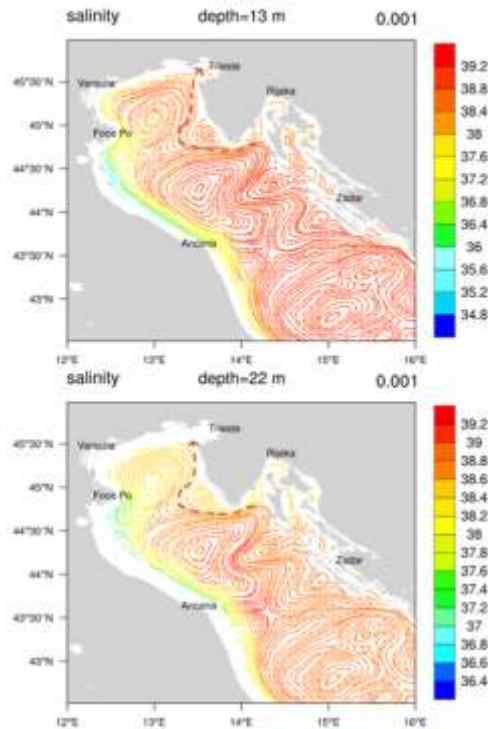 salinity depth=13 m 0.001
Trieste
45°30'N
Venezia
Rijeka
45°N
Foce Po
44°30'N
Zadar
44°N
Ancona
43°30'N
43°N
12°E 13°E 14°E 15°E 16°E
39.2
38.8
38.4
38
37.6
37.2
36.8
36.4
36
35.6
35.2
34.8
salinity depth=22 m 0.001
Trieste
45°30'N
Venezia
Rijeka
45°N
Foce Po
44°30'N
Zadar
44°N
Ancona
43°30'N
43°N
12°E 13°E 14°E 15°E 16°E
39.2
39
38.8
38.6
38.4
38.2
38
37.8
37.6
37.4
37.2
37
36.8
36.6
36.4